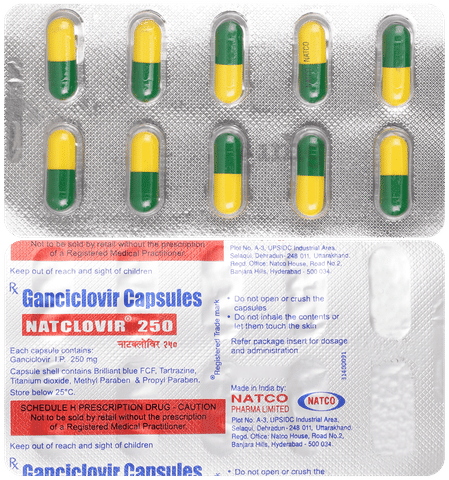 NATCO
Not to be sold by retail without the prescription
of a Registered Medical Practitioner.
Keep out of reach and sight of children
Rx
Ganciclovir Capsules
NATCLOVIR® 250
नाटक्लोविर २५०
Each capsule contains:
Ganciclovir I.P. 250 mg
Capsule shell contains Brilliant blue FCF, Tartrazine,
Titanium dioxide, Methyl Paraben & Propyl Paraben.
Store below 25°C.
SCHEDULE H PRESCRIPTION DRUG - CAUTION
Not to be sold by retail without the prescription
of a Registered Medical Practitioner.
Keep out of reach and sight of children
Rx
Ganciclovir Capsules
® Registered Trade mark
Plot No. A-3, UPSIDC Industrial Area,
Selaqui, Dehradun- 248 011, Uttarakhand.
Regd. Office: Natco House, Road No.2,
Banjara Hills, Hyderabad - 500 034.
• Do not open or crush the
capsules
• Do not inhale the contents or
let them touch the skin.
Refer package insert for dosage
and administration
Made in India by:
NATCO
PHARMA LIMITED
NATCO
Plot No. A-3, UPSIDC Industrial Area,
Selaqui, Dehradun -248 011, Uttarakhand.
Regd. Office: Natco House, Road No.2,
Banjara Hills, Hyderabad - 500 034.
• Do not open or crush the